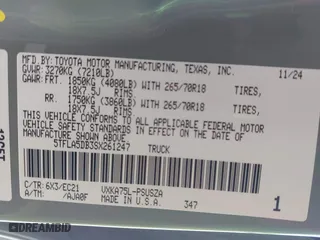 MFD.BY: TOYOTA MOTOR MANUFACTURING, TEXAS, INC. 11/24
GVWR: 3270KG (7210LB)
GAWR: FRT. 1850KG (4080LB) WITH 265/70R18 TIRES,
18X7.5J RIMS
RR. 1750KG (3860LB) WITH 265/70R18 TIRES,
18X7.5J RIMS
THIS VEHICLE CONFORMS TO ALL APPLICABLE
FEDERAL MOTOR VEHICLE SAFETY
STANDARDS IN EFFECT ON THE DATE OF
MANUFACTURE SHOWN ABOVE.
5TFLA5DB3SX261247 TRUCK
C/TR: 6X3/EC21 VXKA75L-PSUSZA
A/TM: /AJA0F 347 1